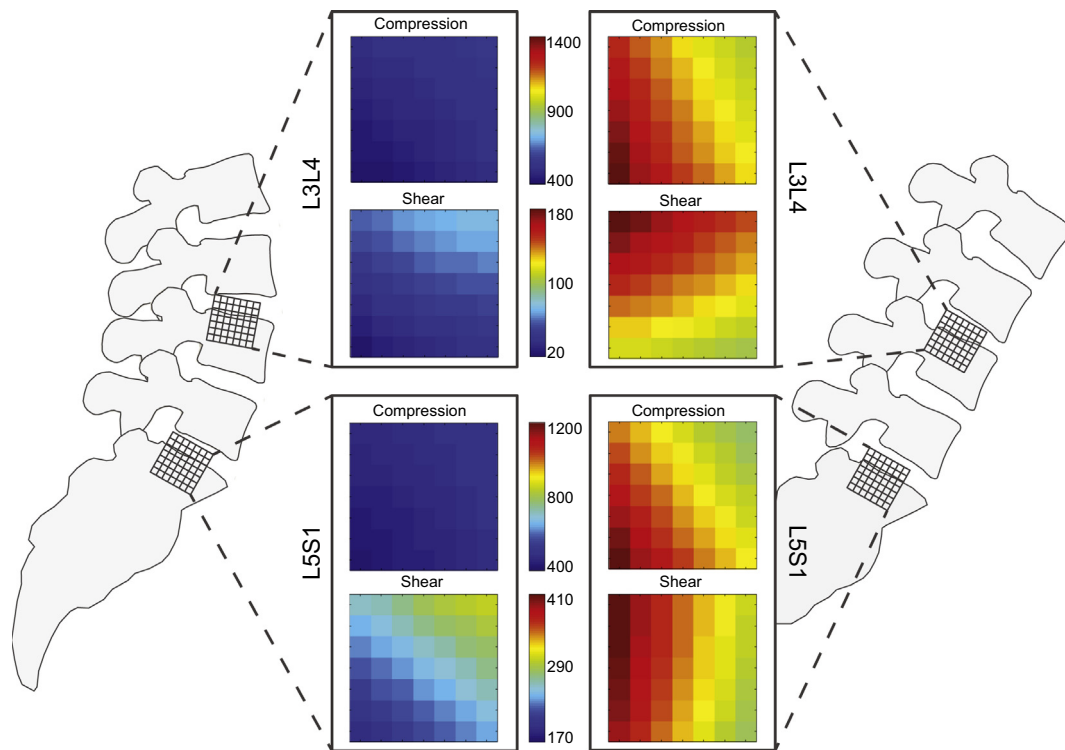 Compression
1400
900
400
L3L4
Shear
180
100
20
Compression
L3L4
Shear
Compression
1200
800
400
L5S1
Shear
410
290
170
Compression
L5S1
Shear